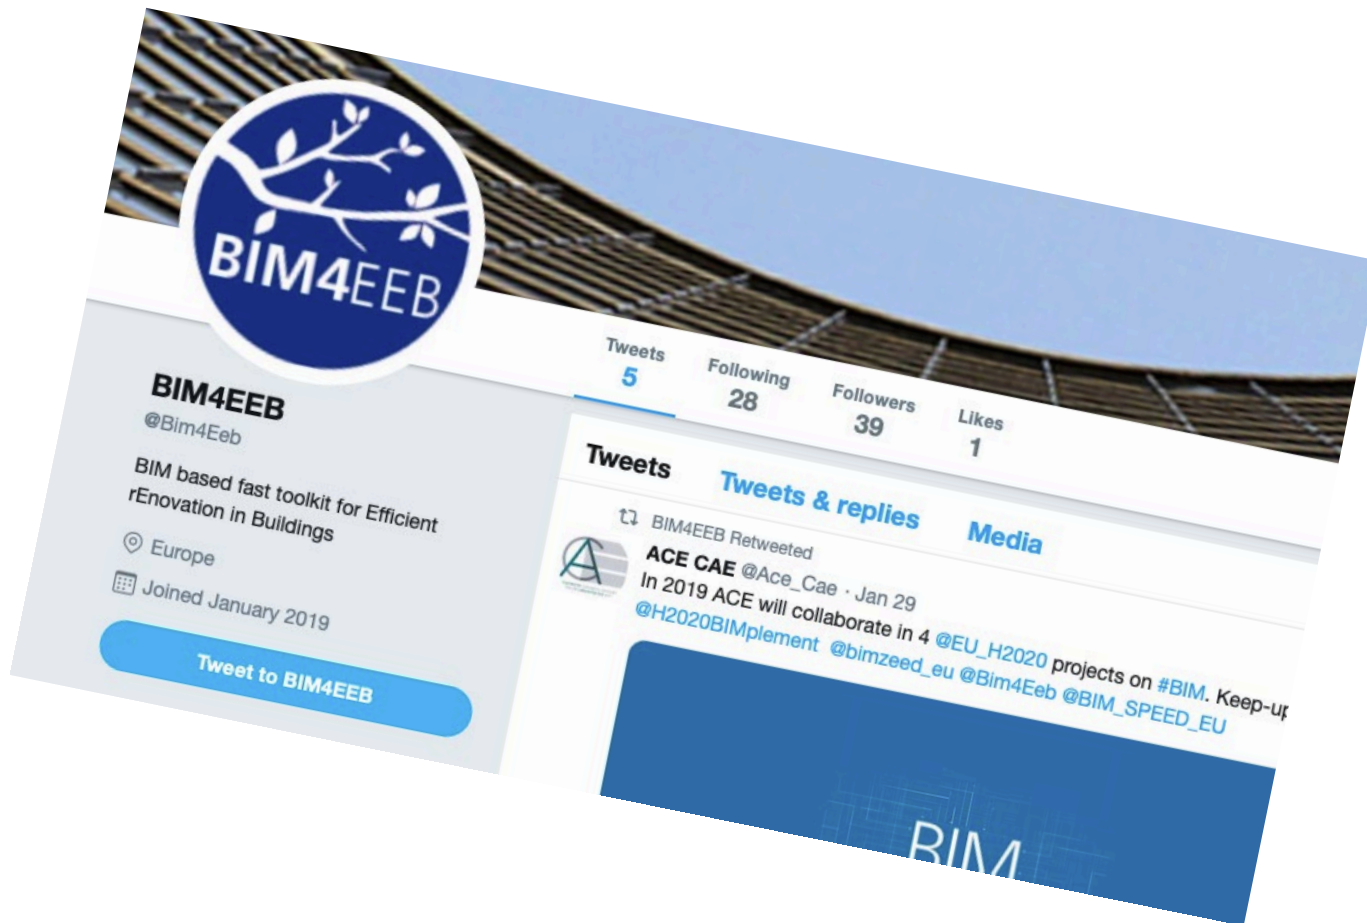 BIM4EEB
Tweets
5
Following
28
Followers
39
Likes
1
BIM4EEB
@Bim4Eeb
BIM based fast toolkit for Efficient
rEnovation in Buildings
Europe
Joined January 2019
Tweet to BIM4EEB
Tweets Tweets & replies Media
BIM4EEB Retweeted
ACE CAE @Ace_Cae · Jan 29
In 2019 ACE will collaborate in 4 @EU_H2020 projects on #BIM. Keep-up
@H2020BIMplement @bimzeed_eu @Bim4Eeb @BIM_SPEED_EU
BIM